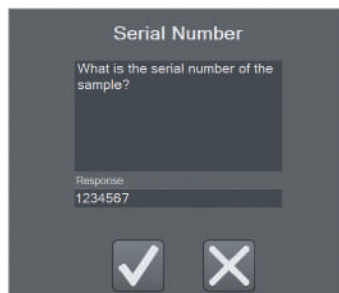 Serial Number
What is the serial number of the
sample?
Response
1234567